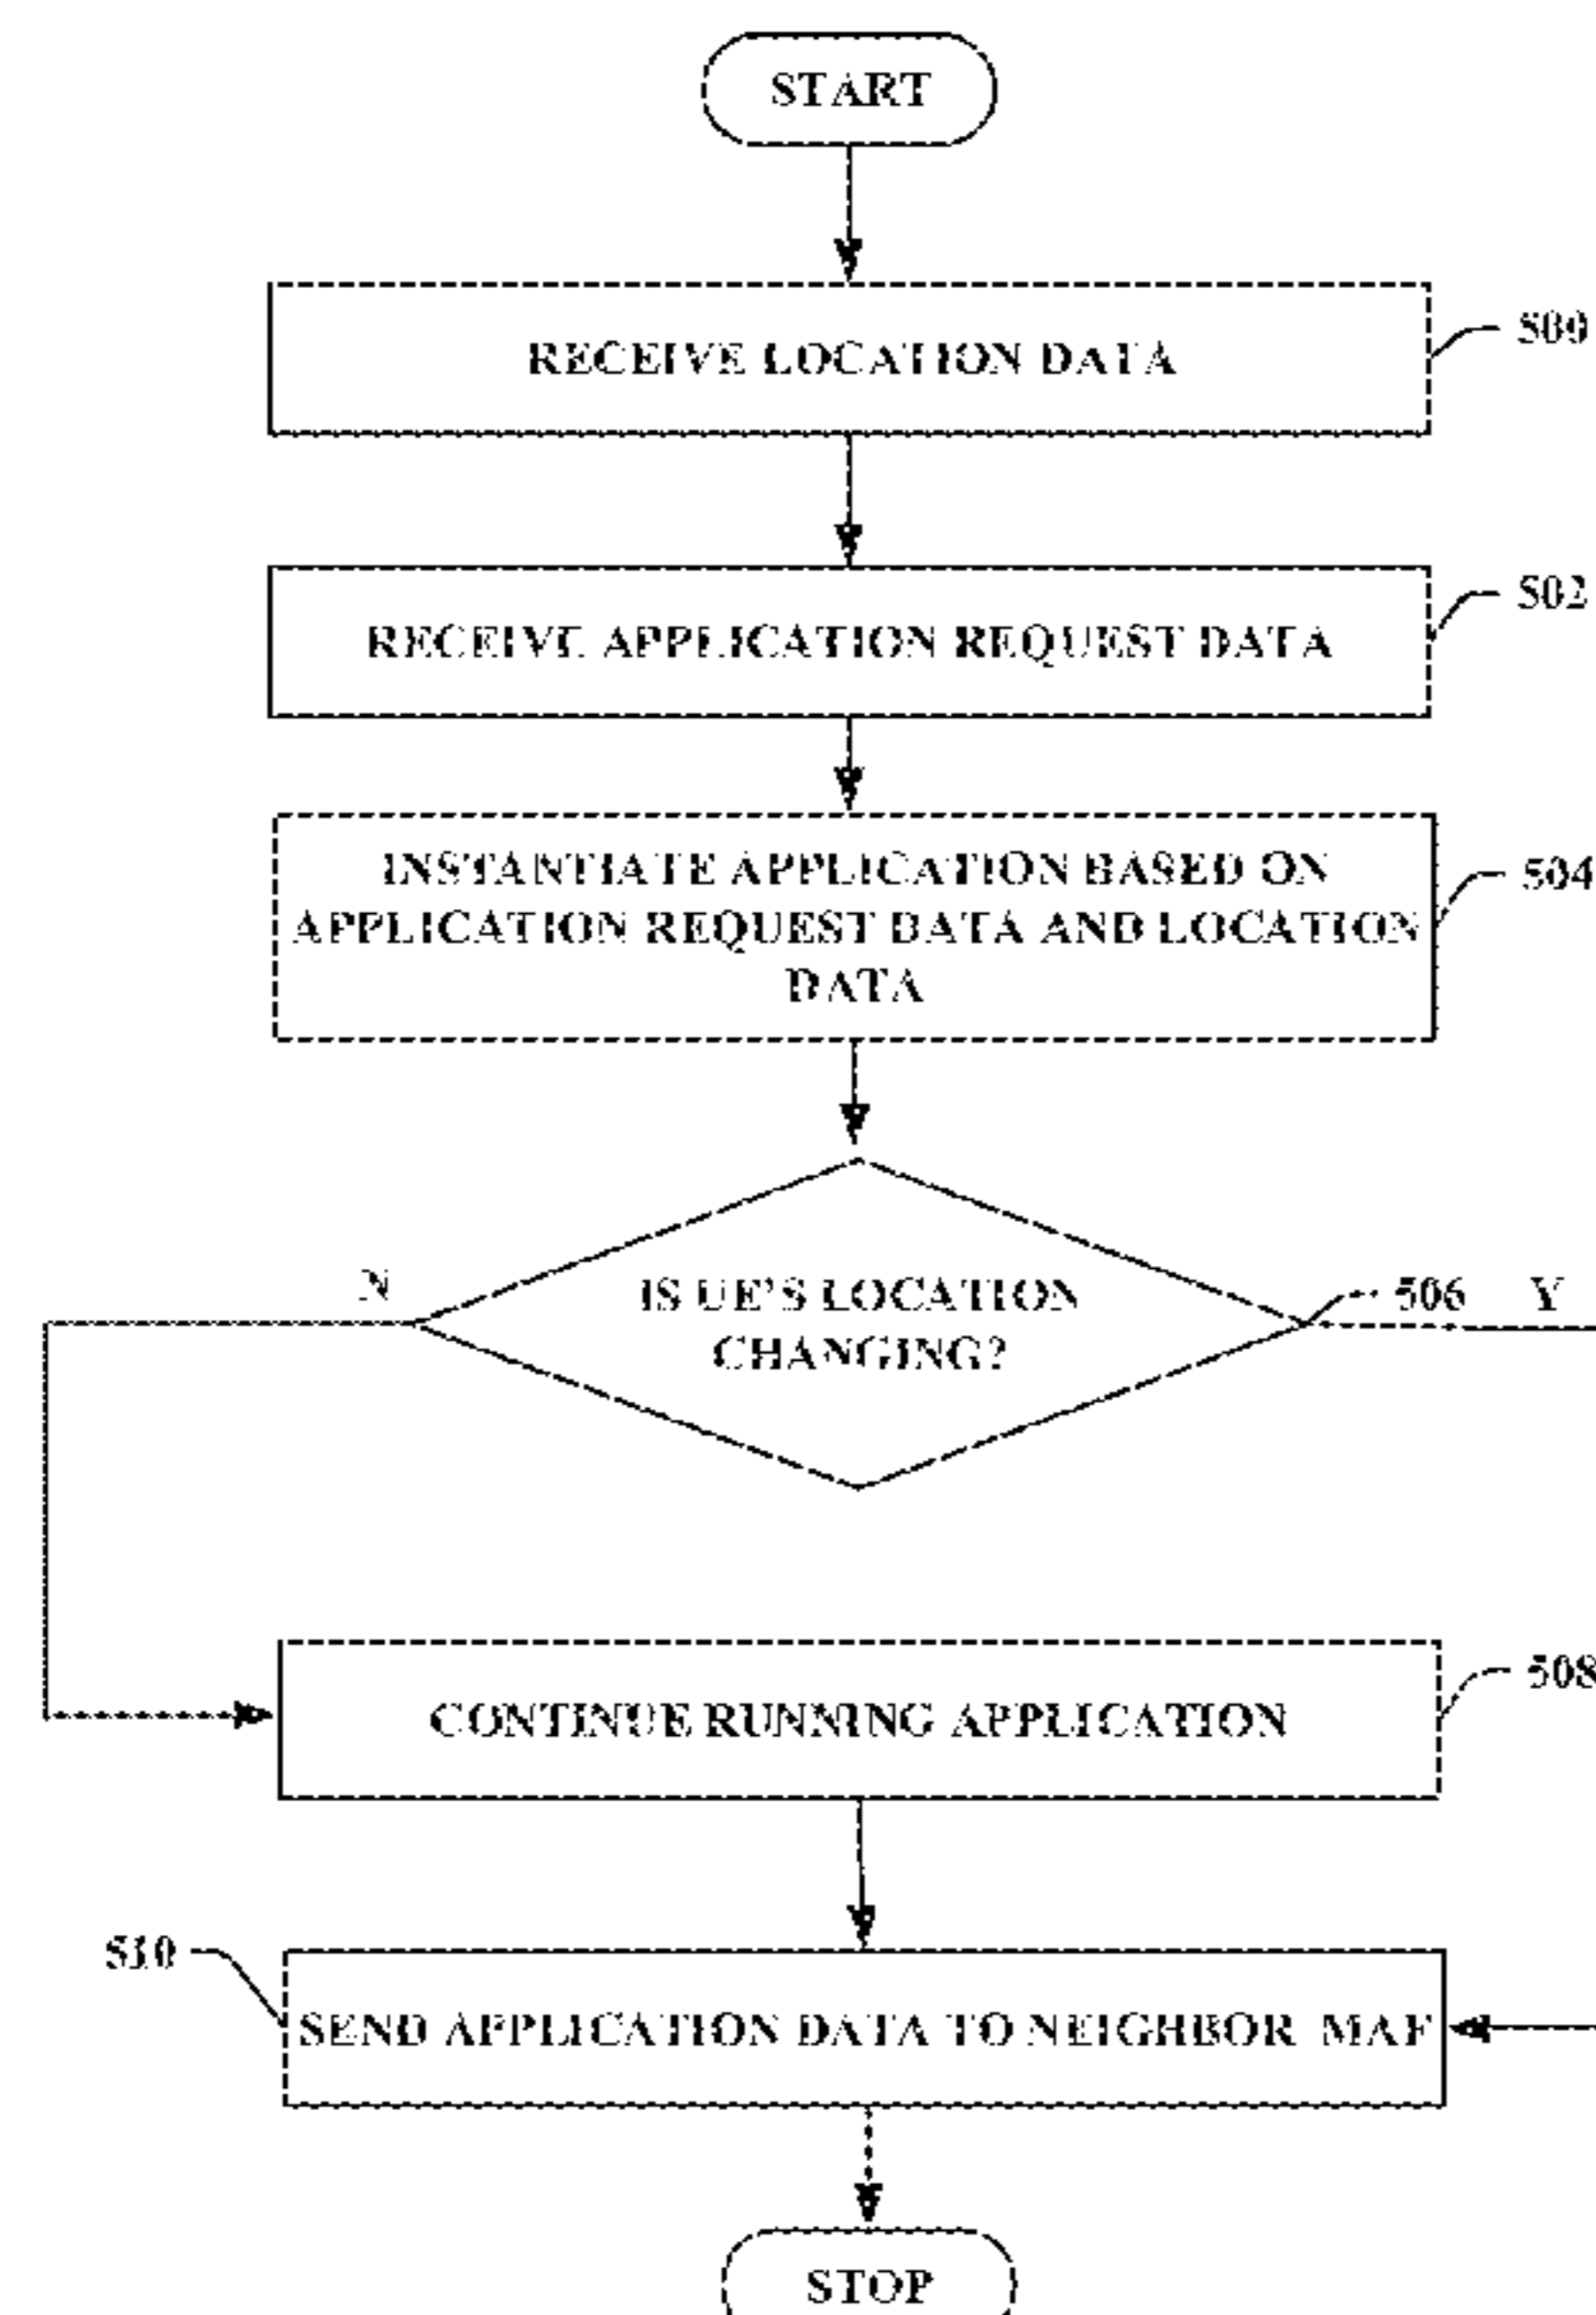 START
RECEIVE LOCATION DATA
500
RECEIVE APPLICATION REQUEST DATA
502
INSTANTIATE APPLICATION BASED ON
APPLICATION REQUEST DATA AND LOCATION
DATA
504
N
IS UE'S LOCATION
CHANGING?
506
Y
CONTINUE RUNNING APPLICATION
508
510
SEND APPLICATION DATA TO NEIGHBOR MAF
STOP